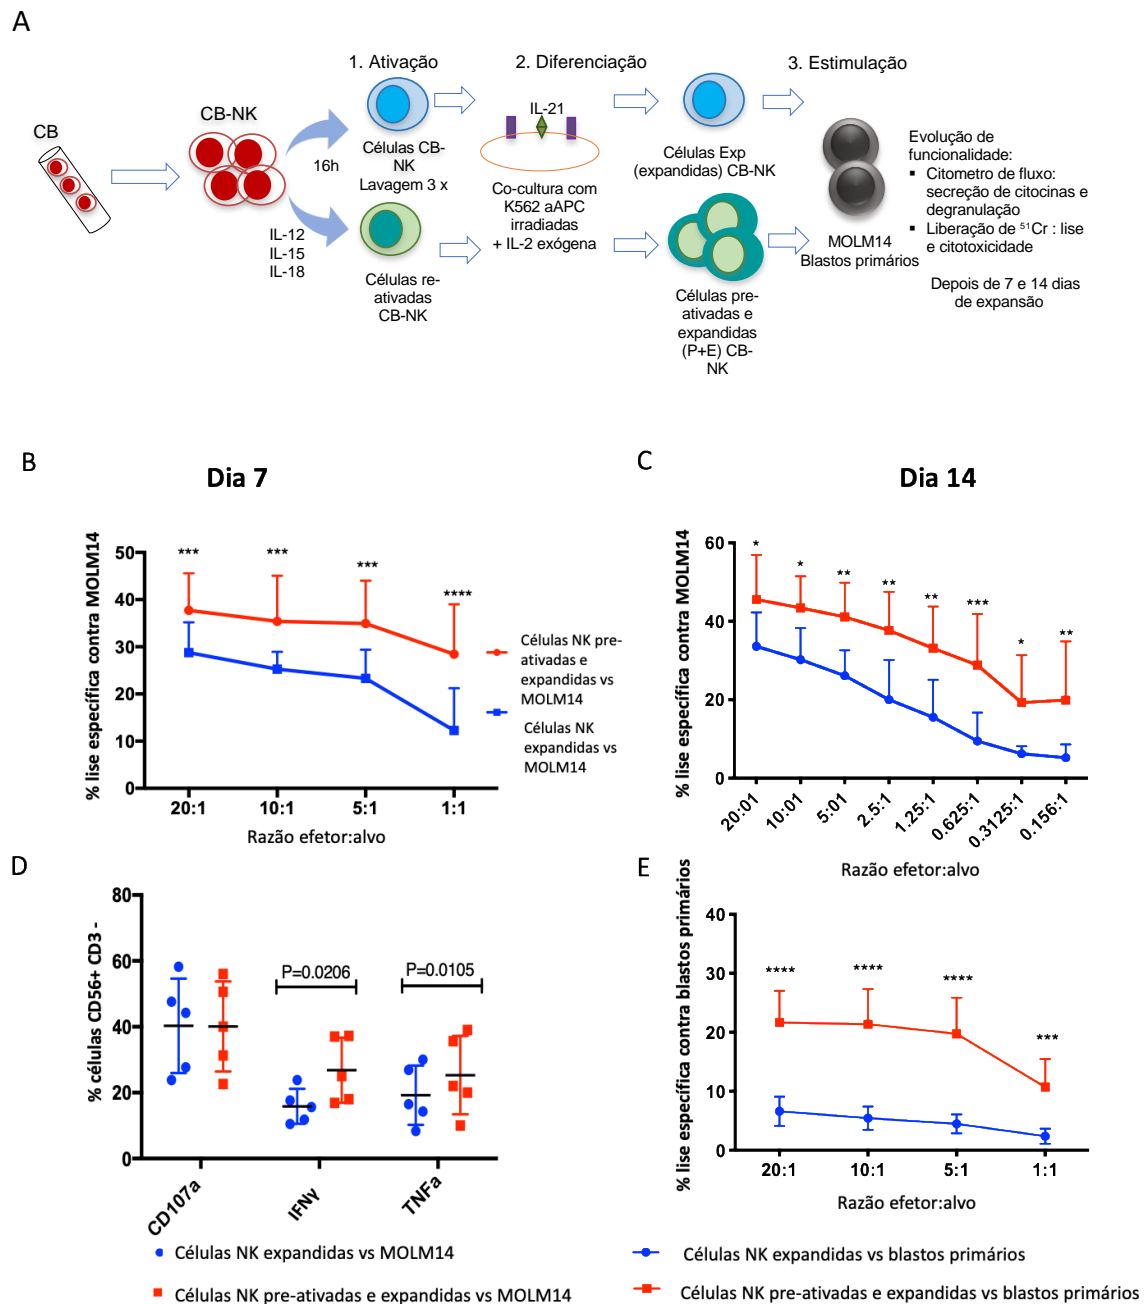 A
1. Ativação
2. Diferenciação
3. Estimulação
CB
CB-NK
16h
IL-12
IL-15
IL-18
Células CB-
NK
Lavagem 3 x
Células re-
ativadas
CB-NK
IL-21
Co-cultura com
K562 aAPC
irradiadas
+ IL-2 exógena
Células Exp
(expandidas) CB-NK
Células pre-
ativadas e
expandidas
(P+E) CB-
NK
MOLM14
Blastos primários
Evolução de
funcionalidade:
▪ Citometro de fluxo:
secreção de citocinas e
degranulação
▪ Liberação de ⁵¹Cr : lise
e citotoxicidade
Depois de 7 e 14 dias
de expansão
B
Dia 7
% lise específica contra MOLM14
50
40
30
20
10
0
***
***
***
****
20:1
10:1
5:1
1:1
Razão efetor:alvo
Células NK pre-
ativadas e
expandidas vs
MOLM14
Células NK
expandidas vs
MOLM14
C
Dia 14
% lise específica contra MOLM14
60
40
20
0
*
*
**
**
**
***
*
**
20:01
10:01
5:01
2.5:1
1.25:1
0.625:1
0.3125:1
0.156:1
Razão efetor:alvo
D
% células CD56+ CD3 -
80
60
40
20
0
P=0.0206
P=0.0105
CD107a
IFNγ
TNFa
Células NK expandidas vs MOLM14
Células NK pre-ativadas e expandidas vs MOLM14
E
% lise específica contra blastos primários
40
30
20
10
0
****
****
****
***
20:1
10:1
5:1
1:1
Razão efetor:alvo
Células NK expandidas vs blastos primários
Células NK pre-ativadas e expandidas vs blastos primários